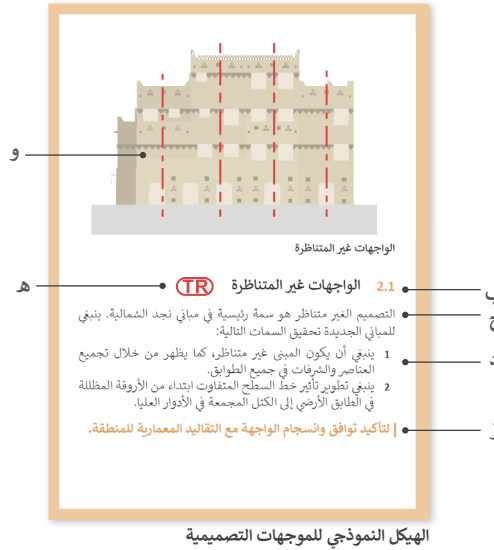 و
الواجهات غير المتناظرة
هـ
2.1 الواجهات غير المتناظرة TR
ب
التصميم الغير متناظر هو سمة رئيسية في مباني نجد الشمالية. ينبغي
ج
للمباني الجديدة تحقيق السمات التالية:
1 ينبغي أن يكون المبنى غير متناظر، كما يظهر من خلال تجميع
العناصر والشرفات في جميع الطوابق.
2 ينبغي تطوير تأثير خط السطح المتفاوت ابتداء من الأروقة المظللة
في الطابق الأرضي إلى الكتل المجمعة في الأدوار العليا.
لتأكيد توافق وانسجام الواجهة مع التقاليد المعمارية للمنطقة.
الهيكل النموذجي للموجهات التصميمية